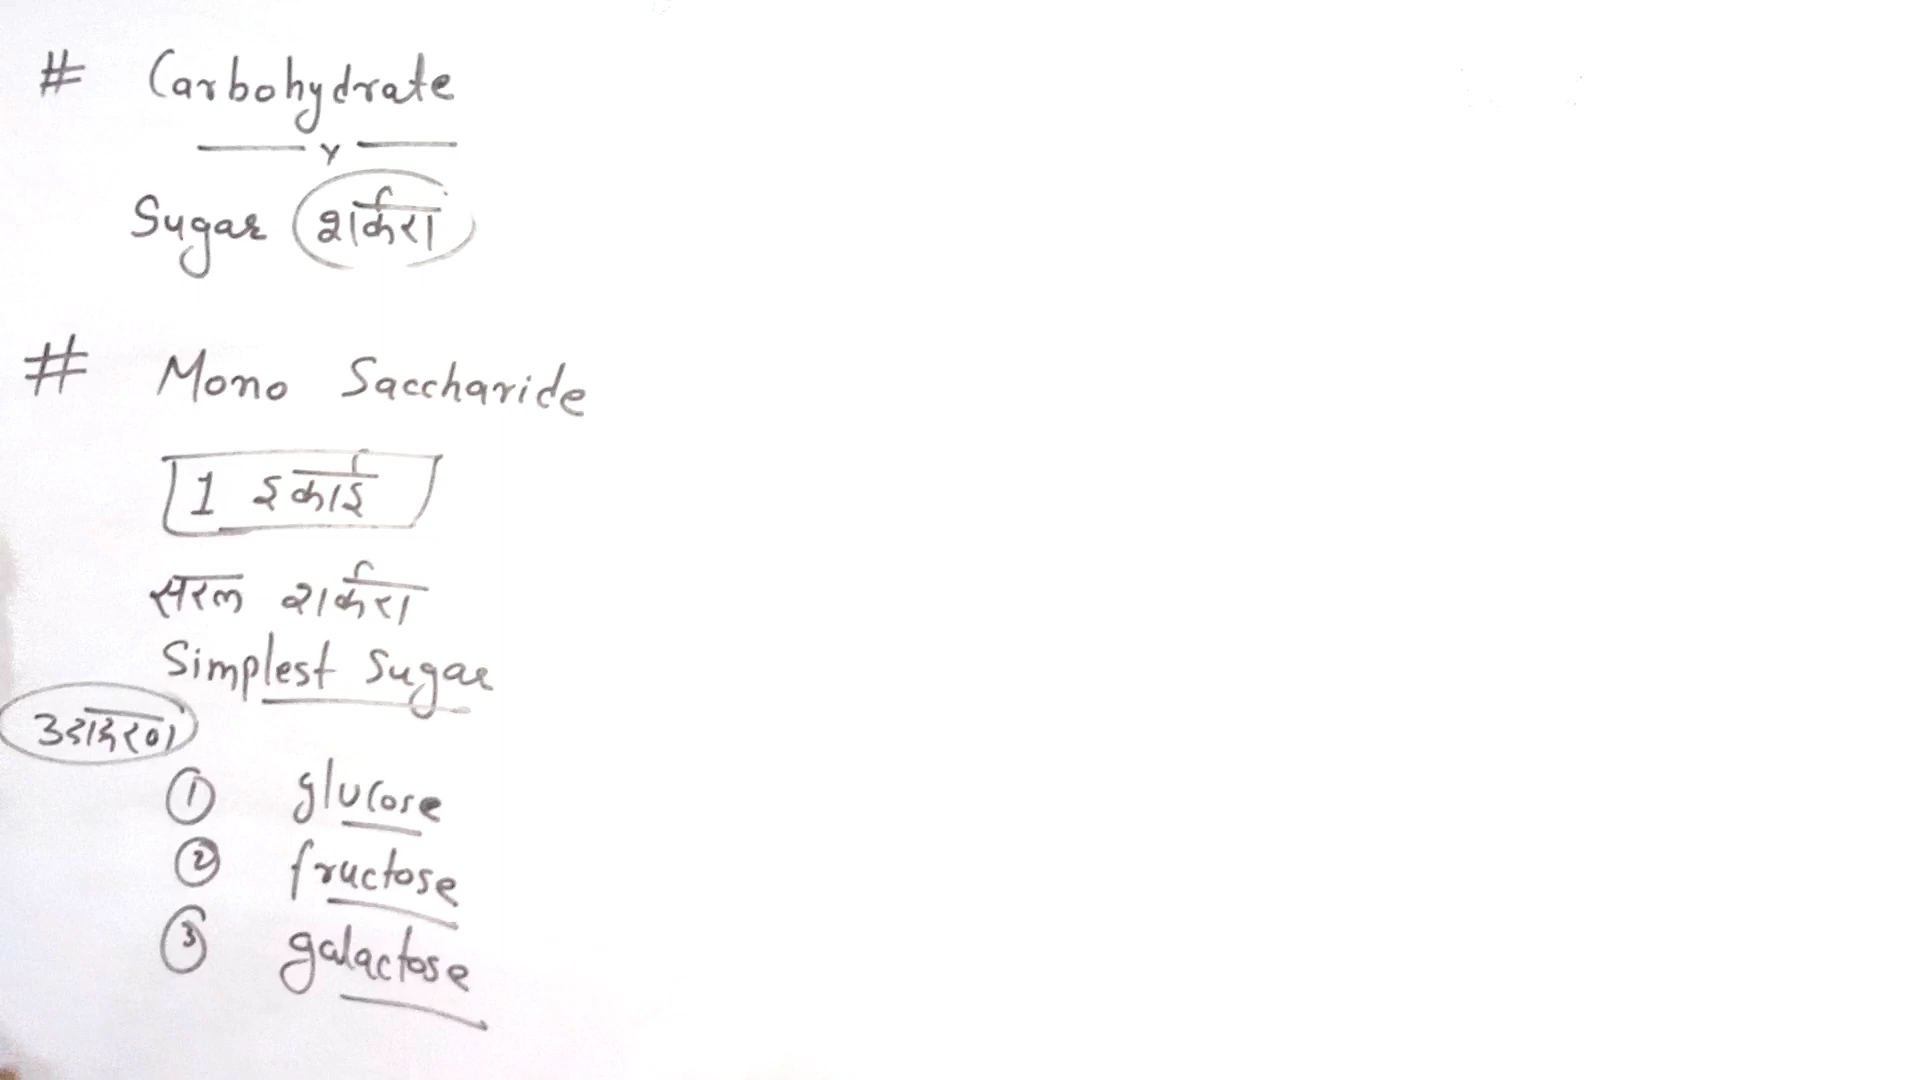 # Carbohydrate
Sugar शर्करा
# Mono Saccharide
1 इकाई
सरल शर्करा
Simplest Sugar
उदाहरण
① glucose
② fructose
③ galactose